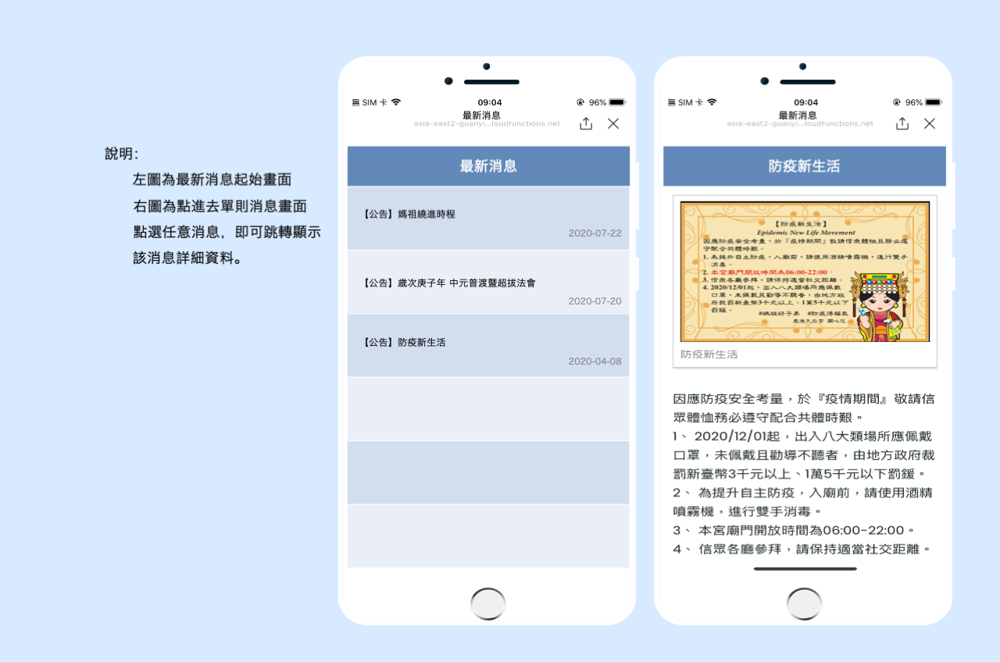 說明:
左圖為最新消息起始畫面
右圖為點進去單則消息畫面
點選任意消息，即可跳轉顯示
該消息詳細資料。
無 SIM 卡 09:04 96%
最新消息
asia-east2-guanyi...loudfunctions.net
最新消息
【公告】媽祖繞進時程
2020-07-22
【公告】歲次庚子年 中元普渡暨超拔法會
2020-07-20
【公告】防疫新生活
2020-04-08
無 SIM 卡 09:04 96%
最新消息
asia-east2-guanyi...loudfunctions.net
防疫新生活
【防疫新生活】
Epidemic New Life Movement
因應防疫安全考量，於『疫情期間』敬請信眾體恤且務必遵
守配合共體時艱。
1. 為提升自主防疫，入廟前，請使用酒精噴霧機，進行雙手
消毒。
2. 本宮廟門開放時間為06:00-22:00。
3. 信眾各廳參拜，請保持適當社交距離。
4. 2020/12/01起，出入八大類場所應佩戴
口罩，未佩戴且勸導不聽者，由地方政
府裁罰新臺幣3千元以上、1萬5千元以下
罰鍰。
#媽祖好子弟 #防疫得福氣
鹿港天后宮 關心您
防疫新生活
因應防疫安全考量，於『疫情期間』敬請信
眾體恤務必遵守配合共體時艱。
1、 2020/12/01起，出入八大類場所應佩戴
口罩，未佩戴且勸導不聽者，由地方政府裁
罰新臺幣3千元以上、1萬5千元以下罰鍰。
2、 為提升自主防疫，入廟前，請使用酒精
噴霧機，進行雙手消毒。
3、 本宮廟門開放時間為06:00-22:00。
4、 信眾各廳參拜，請保持適當社交距離。